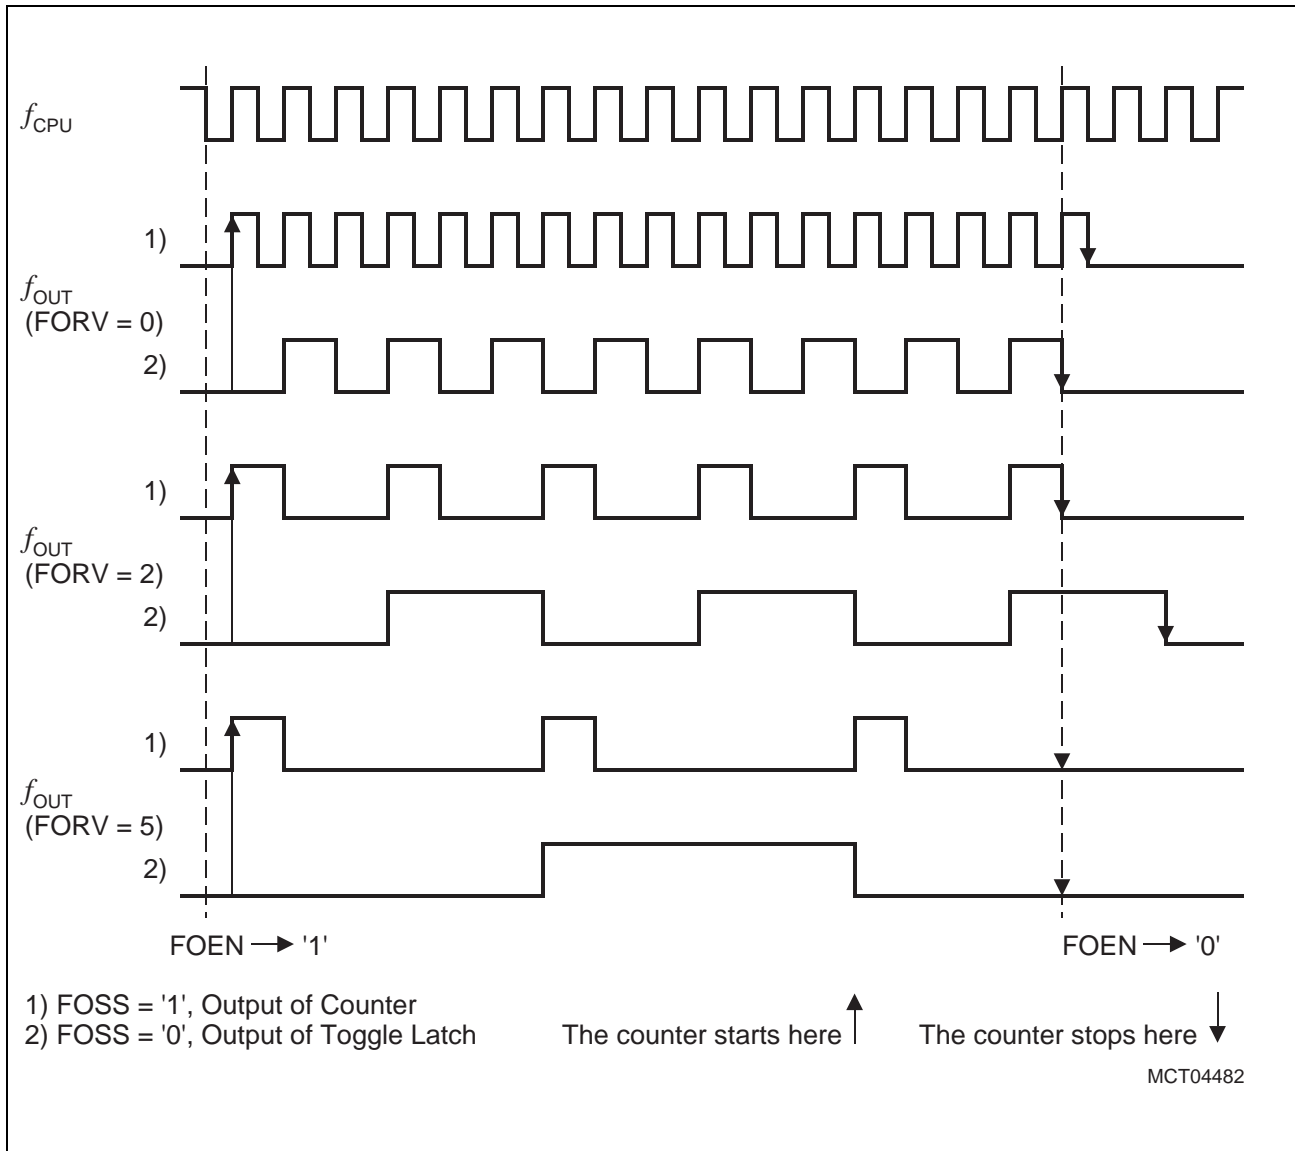 fCPU
1)
fOUT
(FORV = 0)
2)
1)
fOUT
(FORV = 2)
2)
1)
fOUT
(FORV = 5)
2)
FOEN → '1'
FOEN → '0'
1) FOSS = '1', Output of Counter
2) FOSS = '0', Output of Toggle Latch
The counter starts here
The counter stops here
MCT04482